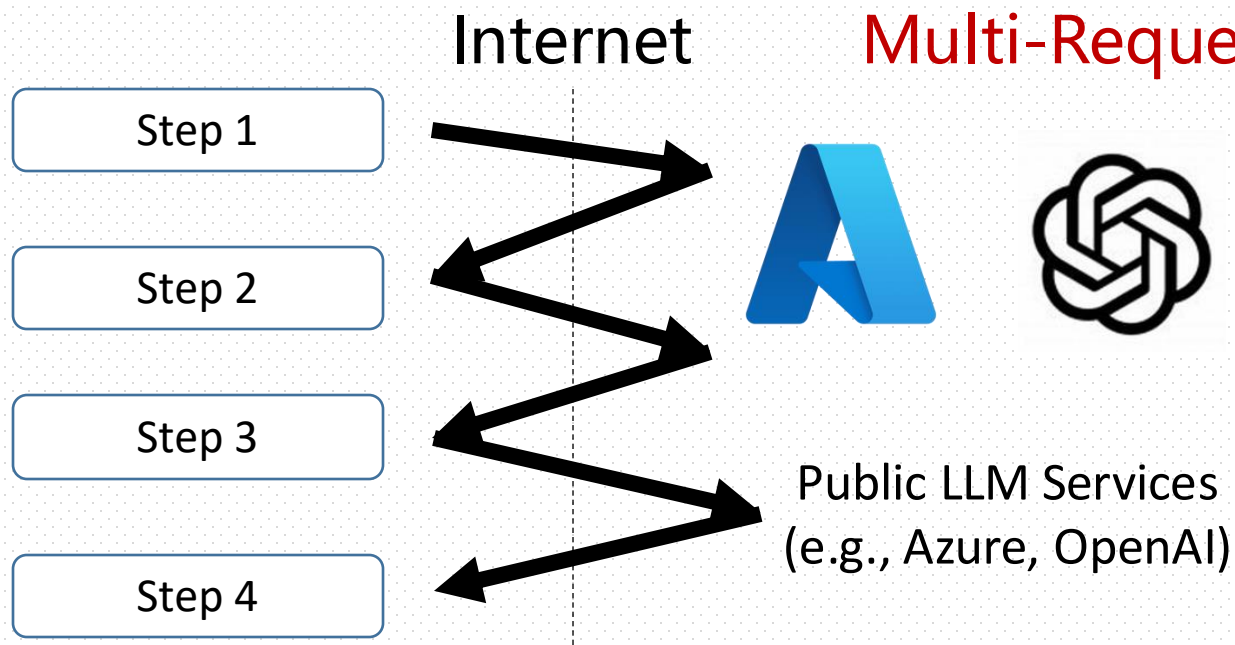 Internet
Multi-Reque
Step 1
Step 2
Step 3
Step 4
Public LLM Services
(e.g., Azure, OpenAI)